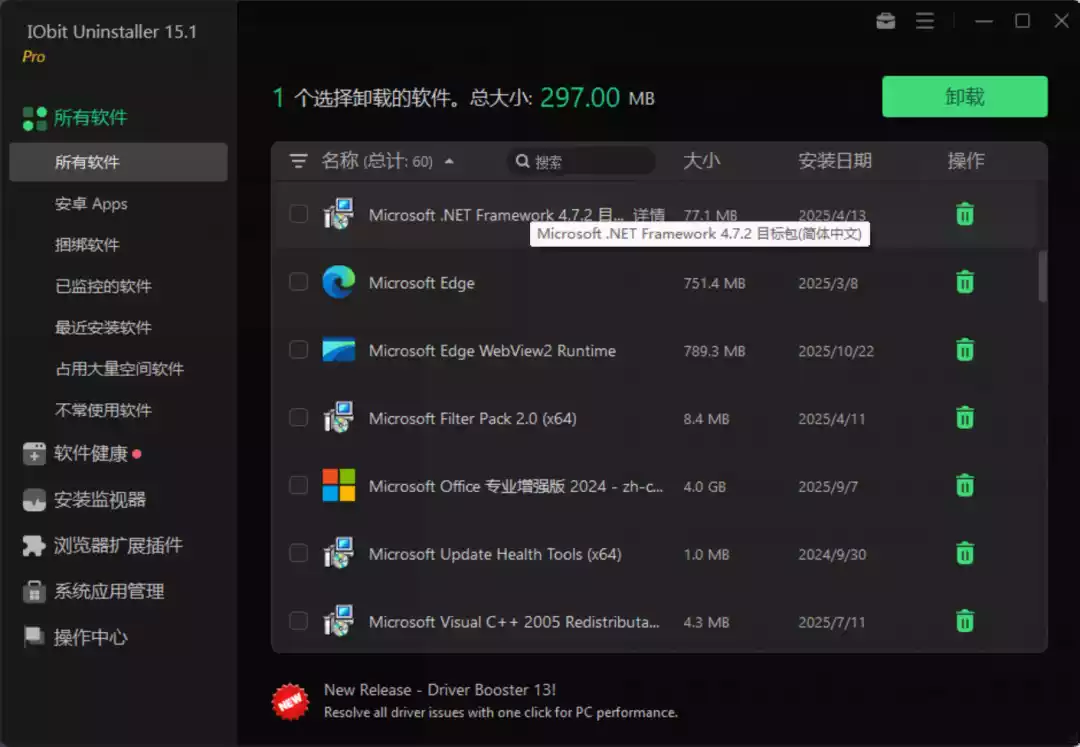 IObit Uninstaller 15.1
Pro
所有软件
所有软件
安卓 Apps
捆绑软件
已监控的软件
最近安装软件
占用大量空间软件
不常使用软件
软件健康
安装监视器
浏览器扩展插件
系统应用管理
操作中心
1 个选择卸载的软件。总大小: 297.00 MB
卸载
名称 (总计: 60) 搜索 大小 安装日期 操作
Microsoft .NET Framework 4.7.2 目... 详情 77.1 MB 2025/4/13
Microsoft .NET Framework 4.7.2 目标包(简体中文)
Microsoft Edge 751.4 MB 2025/3/8
Microsoft Edge WebView2 Runtime 789.3 MB 2025/10/22
Microsoft Filter Pack 2.0 (x64) 8.4 MB 2025/4/11
Microsoft Office 专业增强版 2024 - zh-c... 4.0 GB 2025/9/7
Microsoft Update Health Tools (x64) 1.0 MB 2024/9/30
Microsoft Visual C++ 2005 Redistributa... 4.3 MB 2025/7/11
NEW
New Release - Driver Booster 13!
Resolve all driver issues with one click for PC performance.